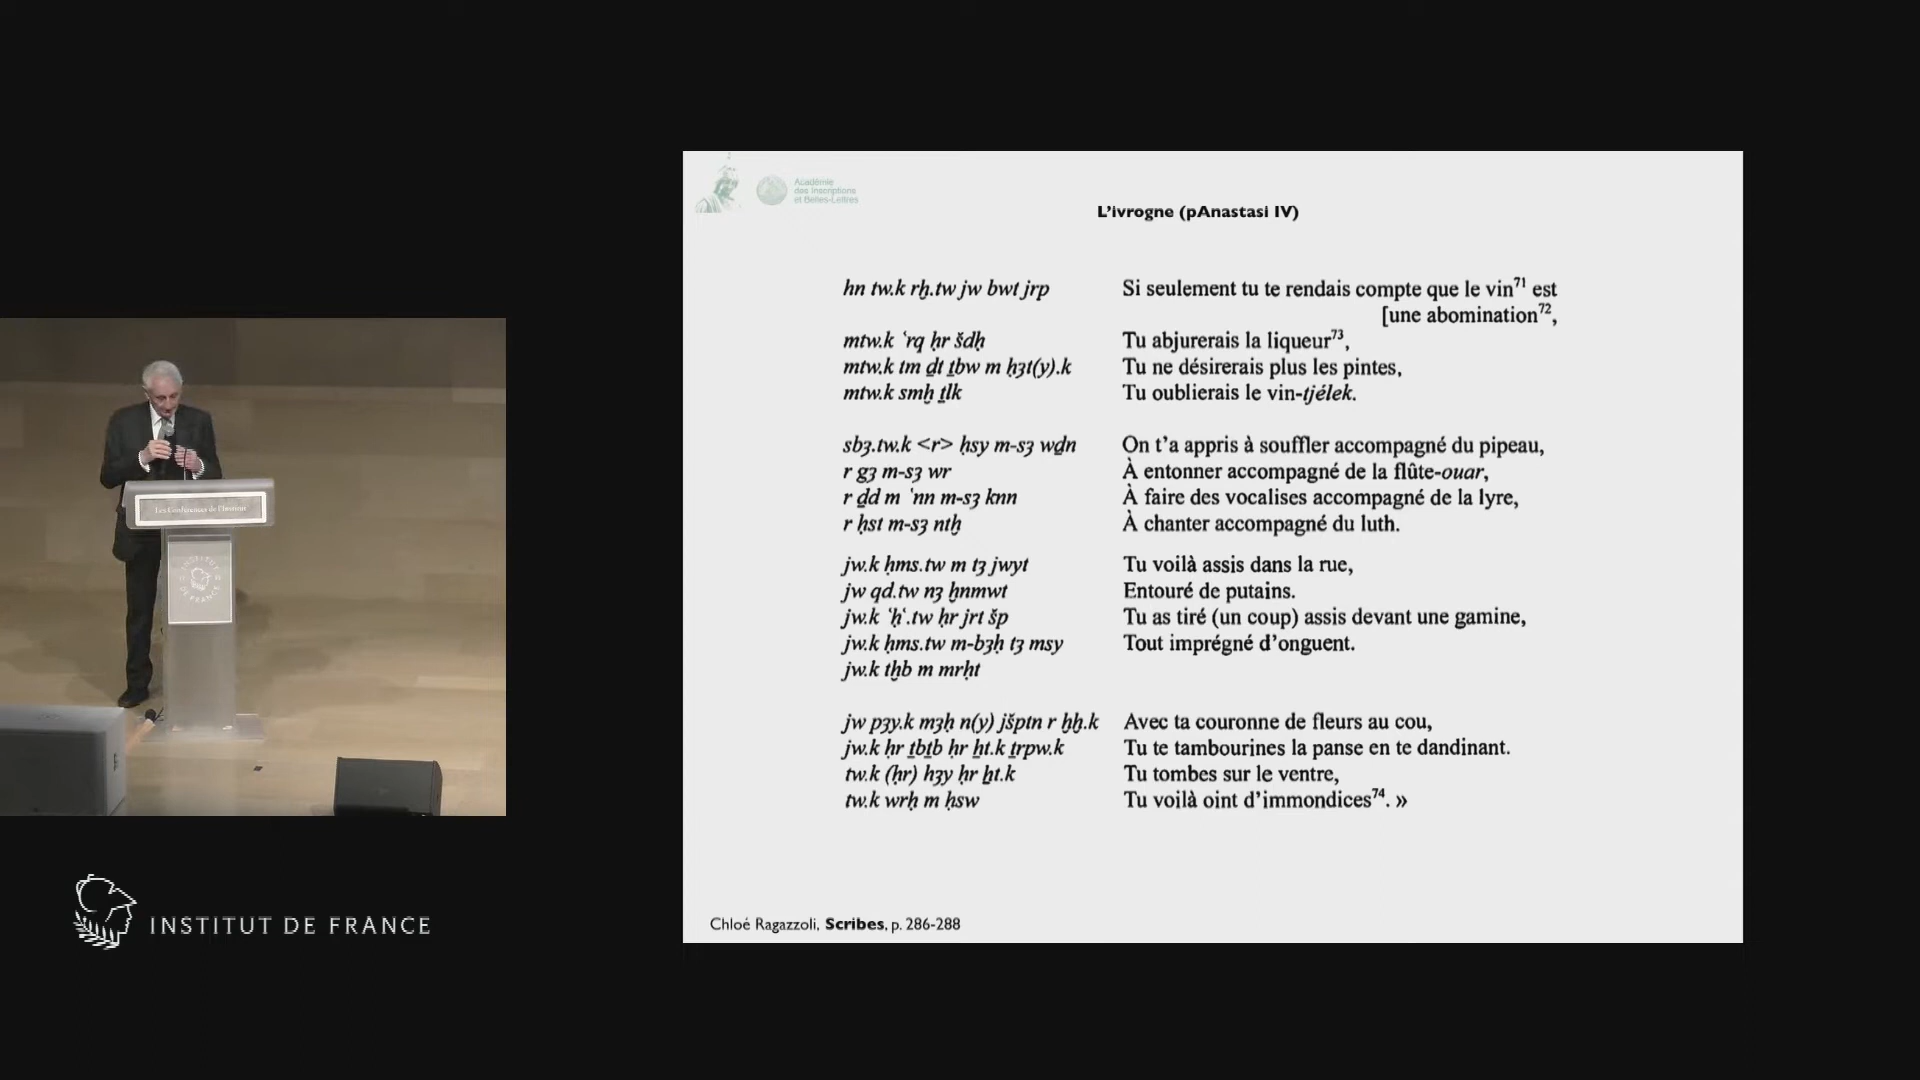 Académie
des Inscriptions
et Belles-Lettres
L'ivrogne (pAnastasi IV)
hn tw.k rḫ.tw jw bwt jrp Si seulement tu te rendais compte que le vin⁷¹ est
[une abomination⁷²,
mtw.k ʿrq ḥr šdḥ Tu abjurerais la liqueur⁷³,
mtw.k tm ḏt ṯbw m ḥꜣt(y).k Tu ne désirerais plus les pintes,
mtw.k smḫ ṯlk Tu oublierais le vin-tjélek.
sbꜣ.tw.k <r> ḥsy m-sꜣ wḏn On t'a appris à souffler accompagné du pipeau,
r gꜣ m-sꜣ wr À entonner accompagné de la flûte-ouar,
r ḏd m ʿnn m-sꜣ knn À faire des vocalises accompagné de la lyre,
r ḥst m-sꜣ nṯḫ À chanter accompagné du luth.
jw.k ḥms.tw m tꜣ jwyt Tu voilà assis dans la rue,
jw qd.tw nꜣ ḫnmwt Entouré de putains.
jw.k ʿḥʿ.tw ḥr jrt šp Tu as tiré (un coup) assis devant une gamine,
jw.k ḥms.tw m-bꜣḥ tꜣ msy Tout imprégné d'onguent.
jw.k tḫb m mrḥt
jw pꜣy.k mꜣḥ n(y) jšptn r ḫḫ.k Avec ta couronne de fleurs au cou,
jw.k ḥr ṯbṯb ḥr ẖt.k ṯrpw.k Tu te tambourines la panse en te dandinant.
tw.k (ḥr) hꜣy ḥr ẖt.k Tu tombes sur le ventre,
tw.k wrḥ m ḥsw Tu voilà oint d'immondices⁷⁴. »
Chloé Ragazzoli, Scribes, p. 286-288
Les Conférences de l'Institut
INSTITUT DE FRANCE
INSTITUT DE FRANCE